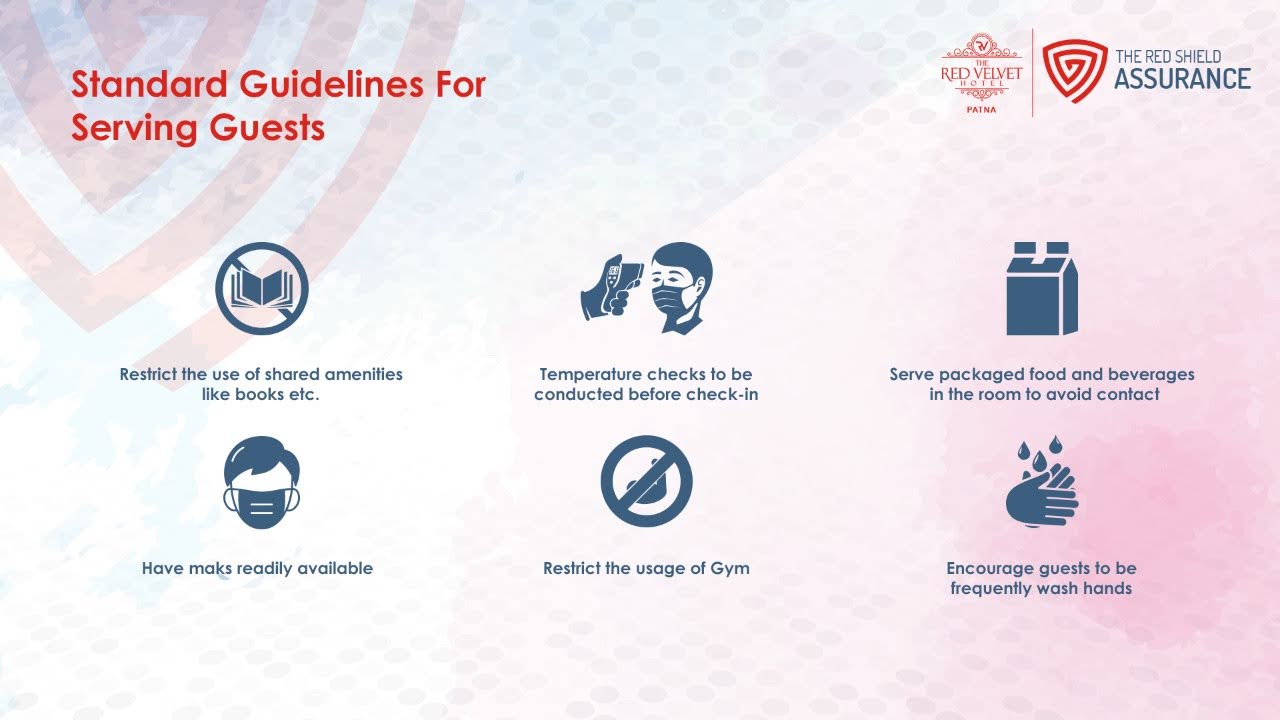 Standard Guidelines For
Serving Guests
THE
RED VELVET
HOTEL
PATNA
THE RED SHIELD
ASSURANCE
Restrict the use of shared amenities
like books etc.
Temperature checks to be
conducted before check-in
Serve packaged food and beverages
in the room to avoid contact
Have maks readily available
Restrict the usage of Gym
Encourage guests to be
frequently wash hands